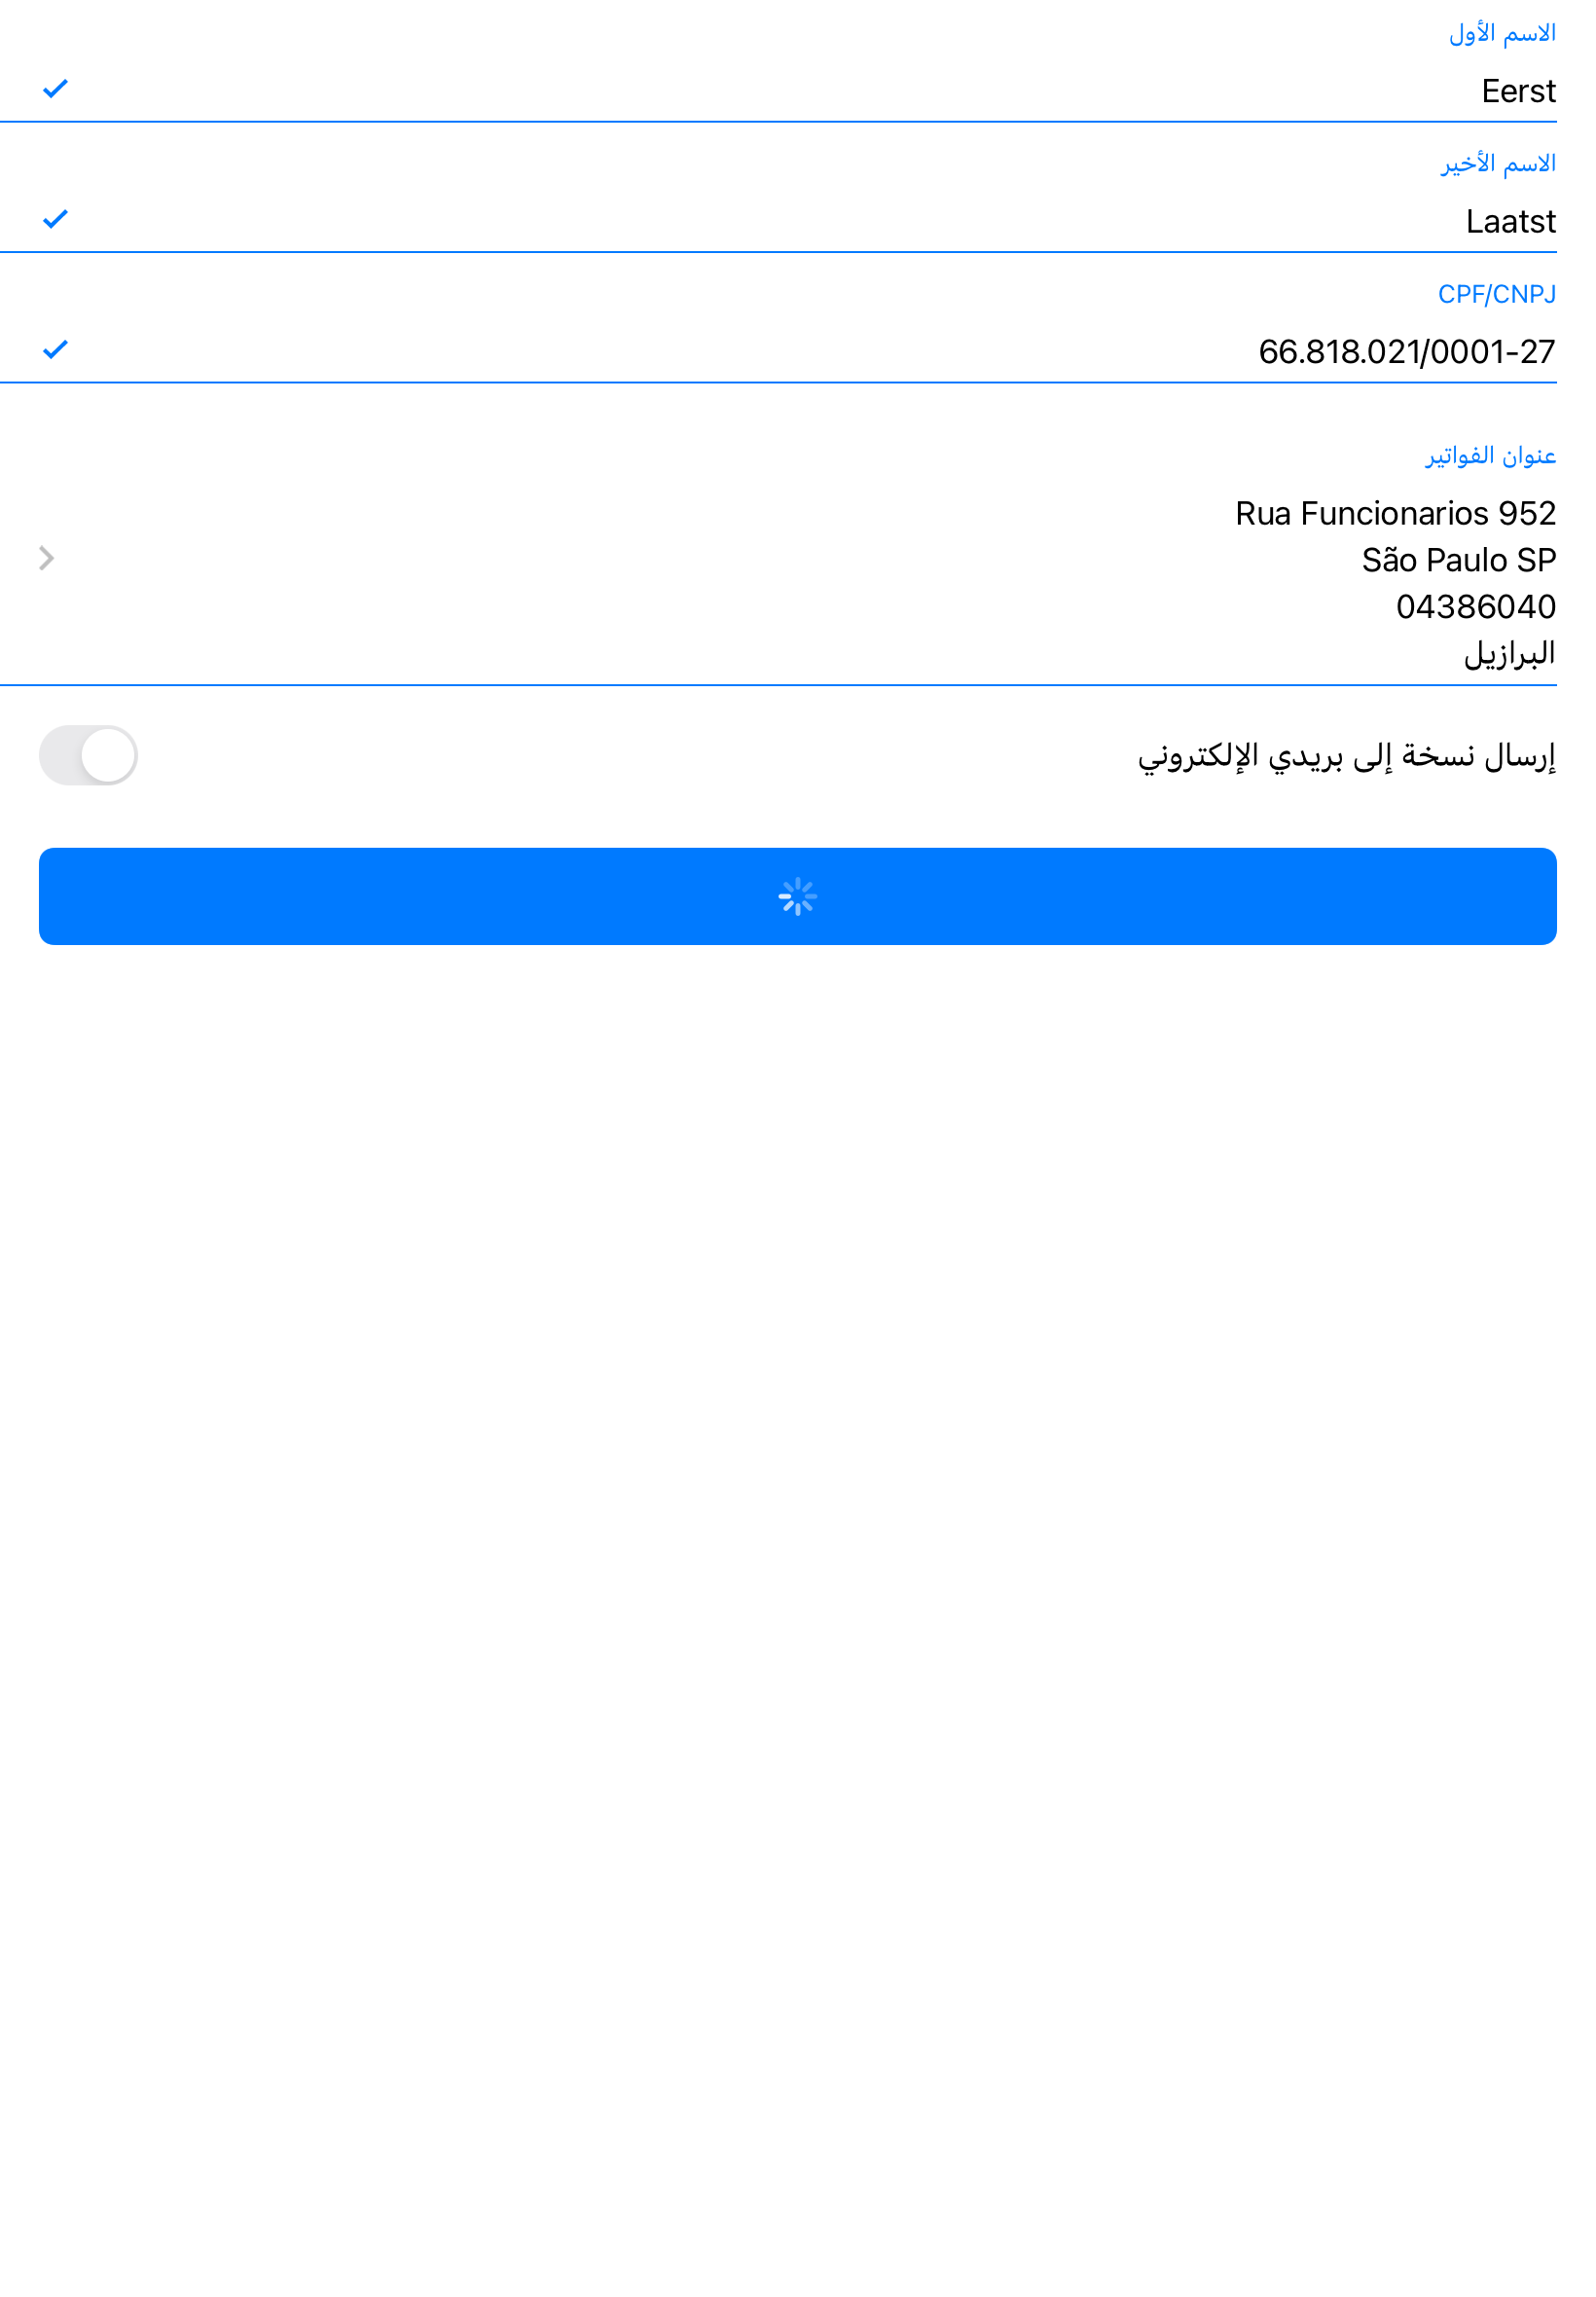 الاسم الأول
Eerst
الاسم الأخير
Laatst
CPF/CNPJ
66.818.021/0001-27
عنوان الفواتير
Rua Funcionarios 952
São Paulo SP
04386040
البرازيل
إرسال نسخة إلى بريدي الإلكتروني